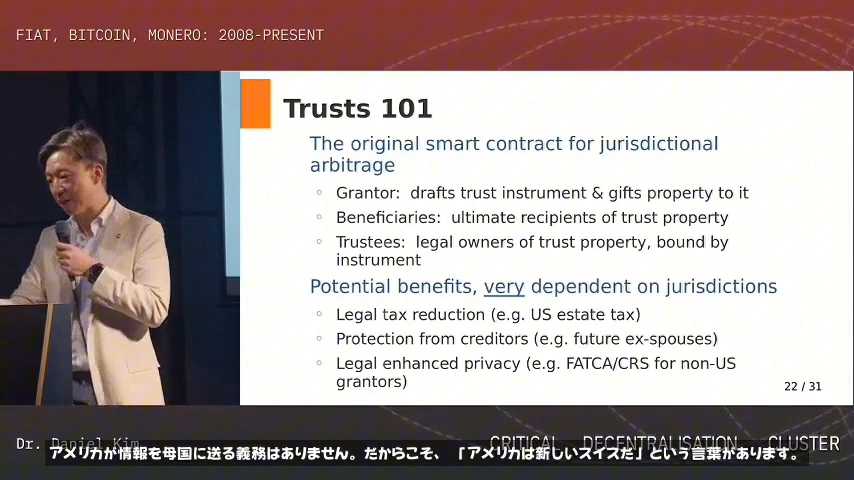 FIAT, BITCOIN, MONERO: 2008-PRESENT
Trusts 101
The original smart contract for jurisdictional
arbitrage
Grantor: drafts trust instrument & gifts property to it
Beneficiaries: ultimate recipients of trust property
Trustees: legal owners of trust property, bound by
instrument
Potential benefits, very dependent on jurisdictions
Legal tax reduction (e.g. US estate tax)
Protection from creditors (e.g. future ex-spouses)
Legal enhanced privacy (e.g. FATCA/CRS for non-US
grantors)
22 / 31
Dr. Daniel Kim
CRITICAL DECENTRALISATION CLUSTER
アメリカが情報を母国に送る義務はありません。だからこそ、「アメリカは新しいスイスだ」という言葉があります。